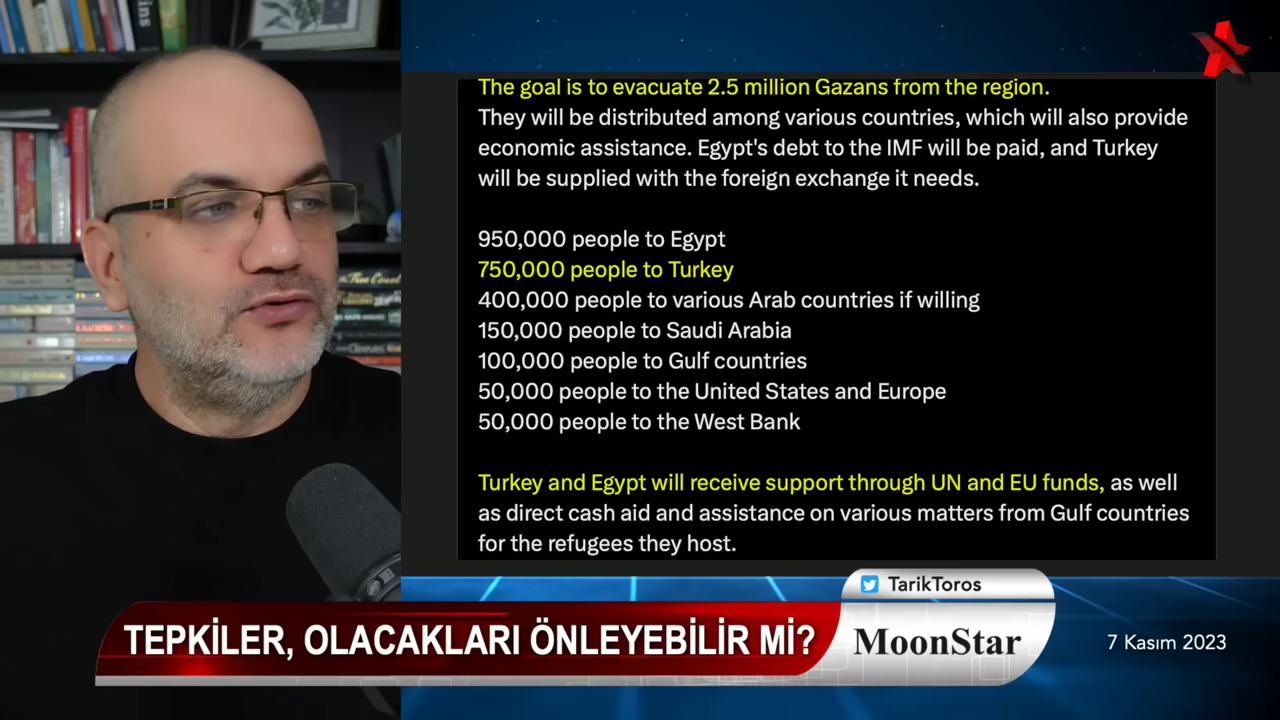 The goal is to evacuate 2.5 million Gazans from the region.
They will be distributed among various countries, which will also provide
economic assistance. Egypt's debt to the IMF will be paid, and Turkey
will be supplied with the foreign exchange it needs.
950,000 people to Egypt
750,000 people to Turkey
400,000 people to various Arab countries if willing
150,000 people to Saudi Arabia
100,000 people to Gulf countries
50,000 people to the United States and Europe
50,000 people to the West Bank
Turkey and Egypt will receive support through UN and EU funds, as well
as direct cash aid and assistance on various matters from Gulf countries
for the refugees they host.
TarikToros
TEPKİLER, OLACAKLARI ÖNLEYEBİLİR Mİ?
MoonStar
7 Kasım 2023